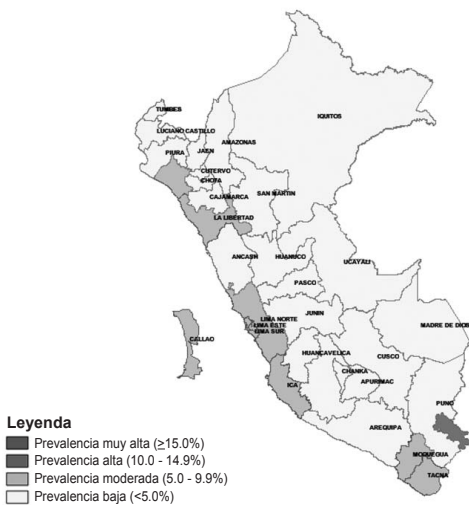 TUMBES
IQUITOS
LUCIANO CASTILLO
AMAZONAS
PIURA
JAEN
CUTERVO
CHOTA
CAJAMARCA
SAN MARTIN
LA LIBERTAD
ANCASH
HUANUCO
UCAYALI
PASCO
LIMA NORTE
JUNIN
LIMA ESTE
LIMA SUR
MADRE DE DIOS
CALLAO
HUANCAVELICA
CUSCO
CHANKA
APURIMAC
ICA
PUNO
AREQUIPA
MOQUEGUA
TACNA
Leyenda
Prevalencia muy alta (≥15.0%)
Prevalencia alta (10.0 - 14.9%)
Prevalencia moderada (5.0 - 9.9%)
Prevalencia baja (<5.0%)